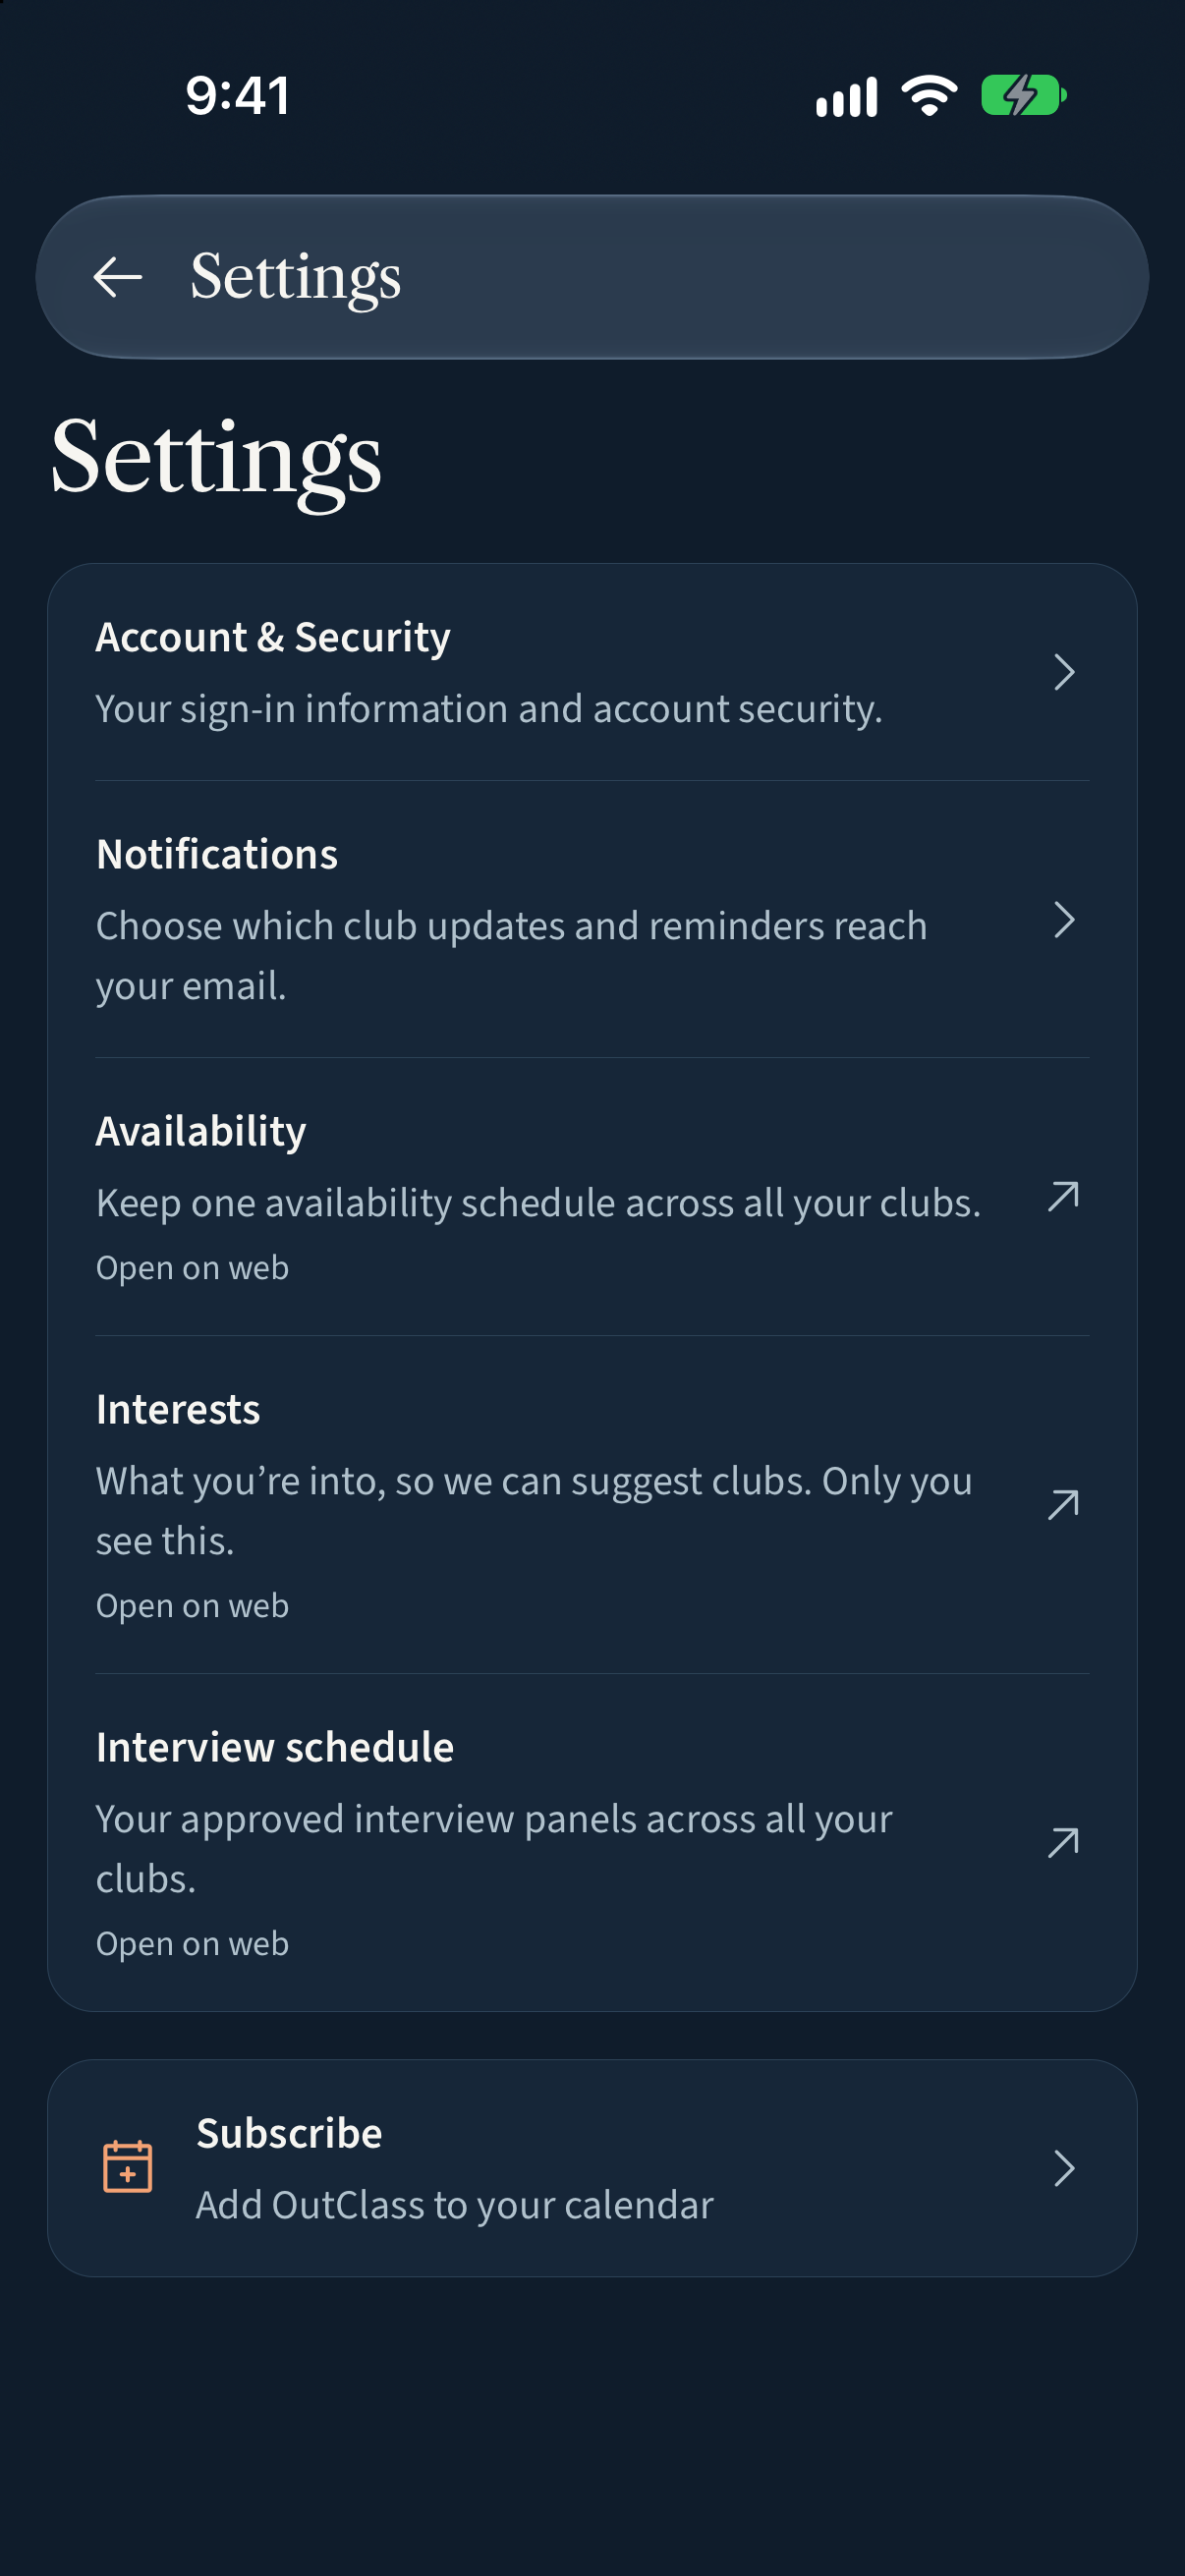 9:41
Settings
Settings
Account & Security
Your sign-in information and account security.
Notifications
Choose which club updates and reminders reach
your email.
Availability
Keep one availability schedule across all your clubs.
Open on web
Interests
What you’re into, so we can suggest clubs. Only you
see this.
Open on web
Interview schedule
Your approved interview panels across all your
clubs.
Open on web
Subscribe
Add OutClass to your calendar